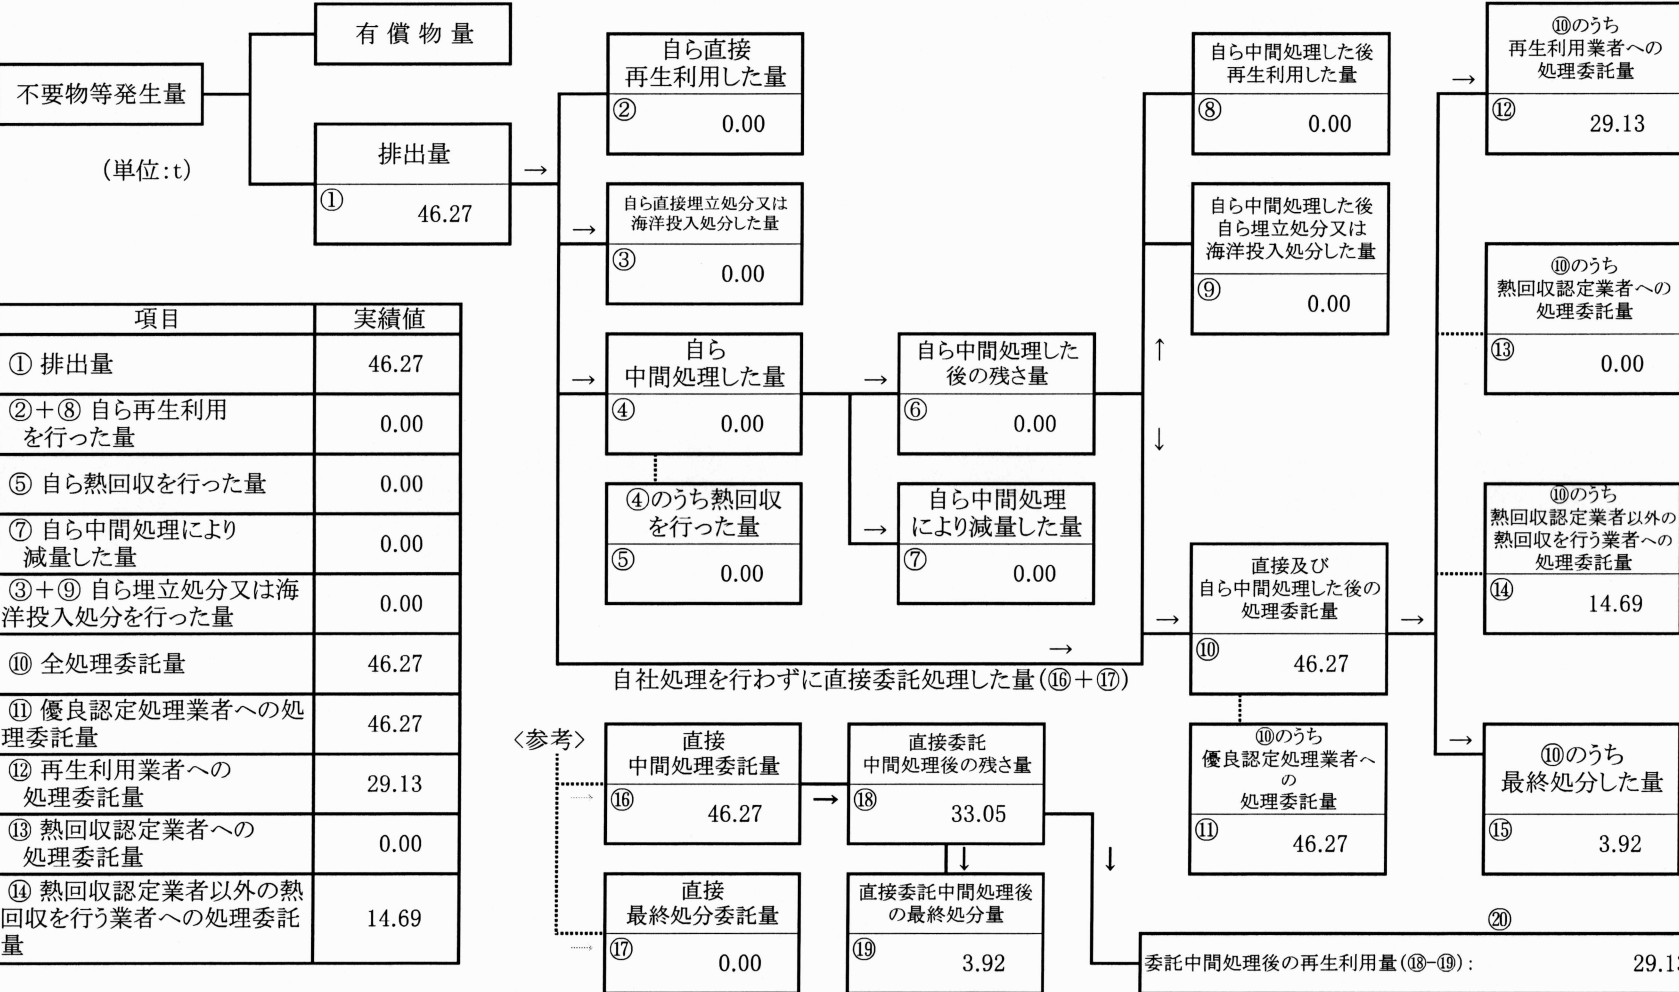 有償物量
不要物等発生量
(単位:t)
排出量
①
46.27
自ら直接
再生利用した量
②
0.00
自ら直接埋立処分又は
海洋投入処分した量
③
0.00
自ら
中間処理した量
④
0.00
④のうち熱回収
を行った量
⑤
0.00
自ら中間処理した
後の残さ量
⑥
0.00
自ら中間処理
により減量した量
⑦
0.00
自ら中間処理した後
再生利用した量
⑧
0.00
自ら中間処理した後
自ら埋立処分又は
海洋投入処分した量
⑨
0.00
直接及び
自ら中間処理した後の
処理委託量
⑩
46.27
⑩のうち
優良認定処理業者へ
の
処理委託量
⑪
46.27
⑩のうち
再生利用業者への
処理委託量
⑫
29.13
⑩のうち
熱回収認定業者への
処理委託量
⑬
0.00
⑩のうち
熱回収認定業者以外の
熱回収を行う業者への
処理委託量
⑭
14.69
⑩のうち
最終処分した量
⑮
3.92
自社処理を行わずに直接委託処理した量(⑯+⑰)
<参考>
直接
中間処理委託量
⑯
46.27
直接
最終処分委託量
⑰
0.00
直接委託
中間処理後の残さ量
⑱
33.05
直接委託中間処理後
の最終処分量
⑲
3.92
⑳
委託中間処理後の再生利用量(⑱-⑲):
項目 実績値
① 排出量 46.27
②+⑧ 自ら再生利用
を行った量
0.00
⑤ 自ら熱回収を行った量 0.00
⑦ 自ら中間処理により
減量した量
0.00
③+⑨ 自ら埋立処分又は海
洋投入処分を行った量
0.00
⑩ 全処理委託量 46.27
⑪ 優良認定処理業者への処
理委託量
46.27
⑫ 再生利用業者への
処理委託量
29.13
⑬ 熱回収認定業者への
処理委託量
0.00
⑭ 熱回収認定業者以外の熱
回収を行う業者への処理委託
量
14.69